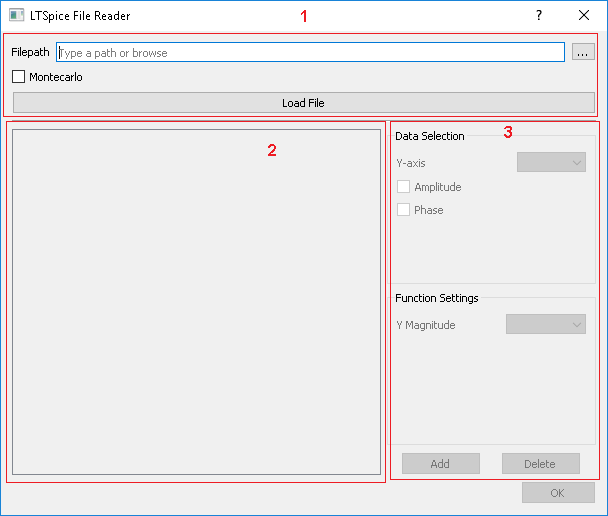 LTSpice File Reader
1
?
Filepath
Type a path or browse
...
Montecarlo
Load File
2
3
Data Selection
Y-axis
Amplitude
Phase
Function Settings
Y Magnitude
Add
Delete
OK